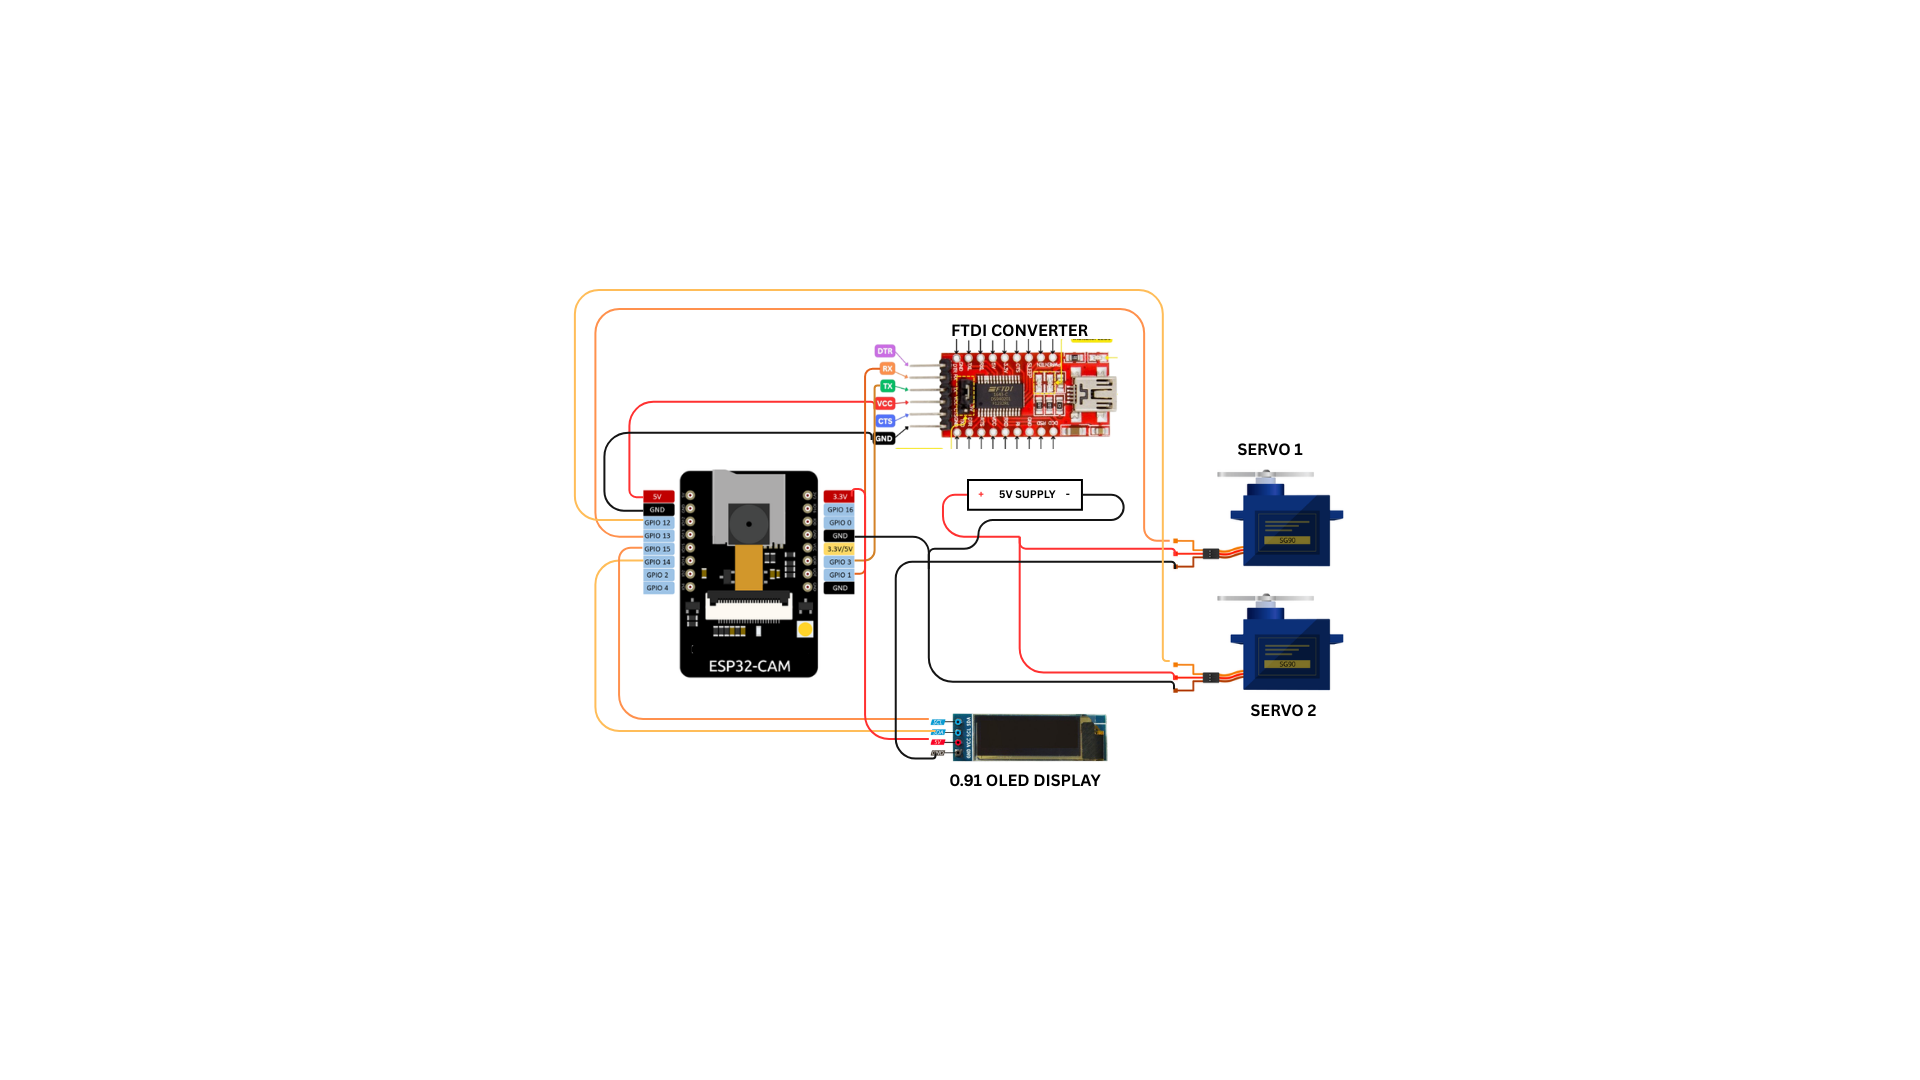 FTDI CONVERTER
DTR
RX
TX
VCC
CTS
GND
FTDI
5V
GND
GPIO 12
GPIO 13
GPIO 15
GPIO 14
GPIO 2
GPIO 4
3.3V
GPIO 16
GPIO 0
GND
3.3V/5V
GPIO 3
GPIO 1
GND
ESP32-CAM
+ 5V SUPPLY -
SERVO 1
SG90
SG90
SERVO 2
SCL
SDA
5V
GND
GND VCC SCL SDA
0.91 OLED DISPLAY